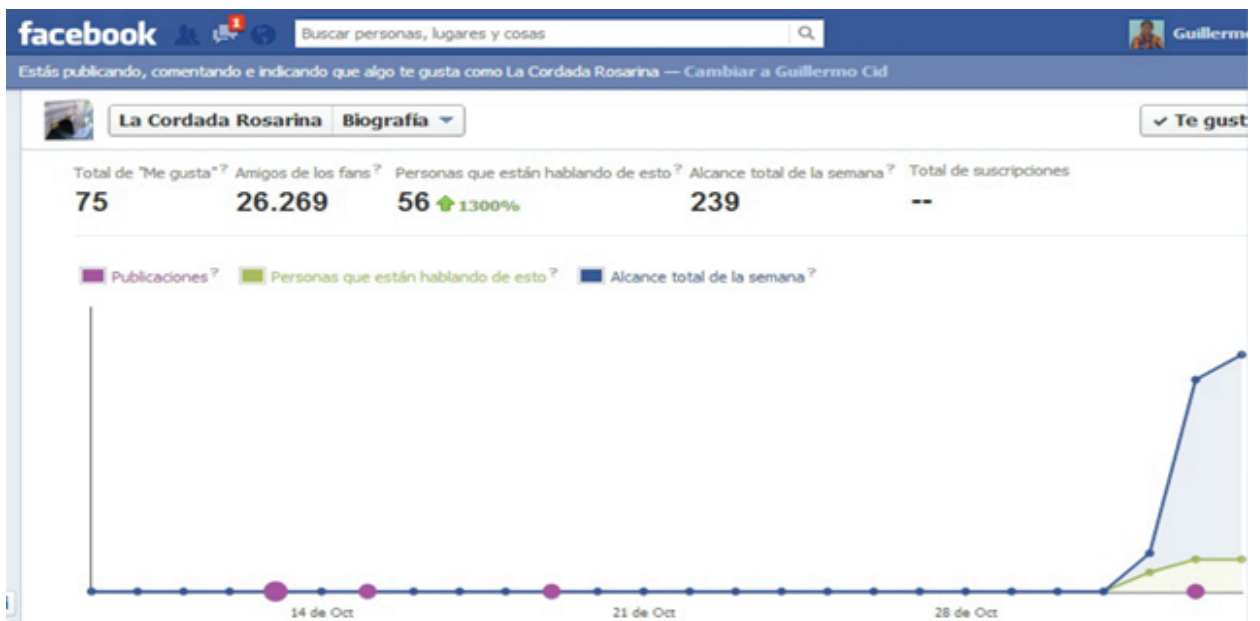 facebook 1 Buscar personas, lugares y cosas Guillerm
Estás publicando, comentando e indicando que algo te gusta como La Cordada Rosarina — Cambiar a Guillermo Cid
La Cordada Rosarina Biografía ✓ Te gust
Total de "Me gusta"? Amigos de los fans? Personas que están hablando de esto? Alcance total de la semana? Total de suscripciones
75 26.269 56 1300% 239 --
Publicaciones? Personas que están hablando de esto? Alcance total de la semana?
14 de Oct 21 de Oct 28 de Oct